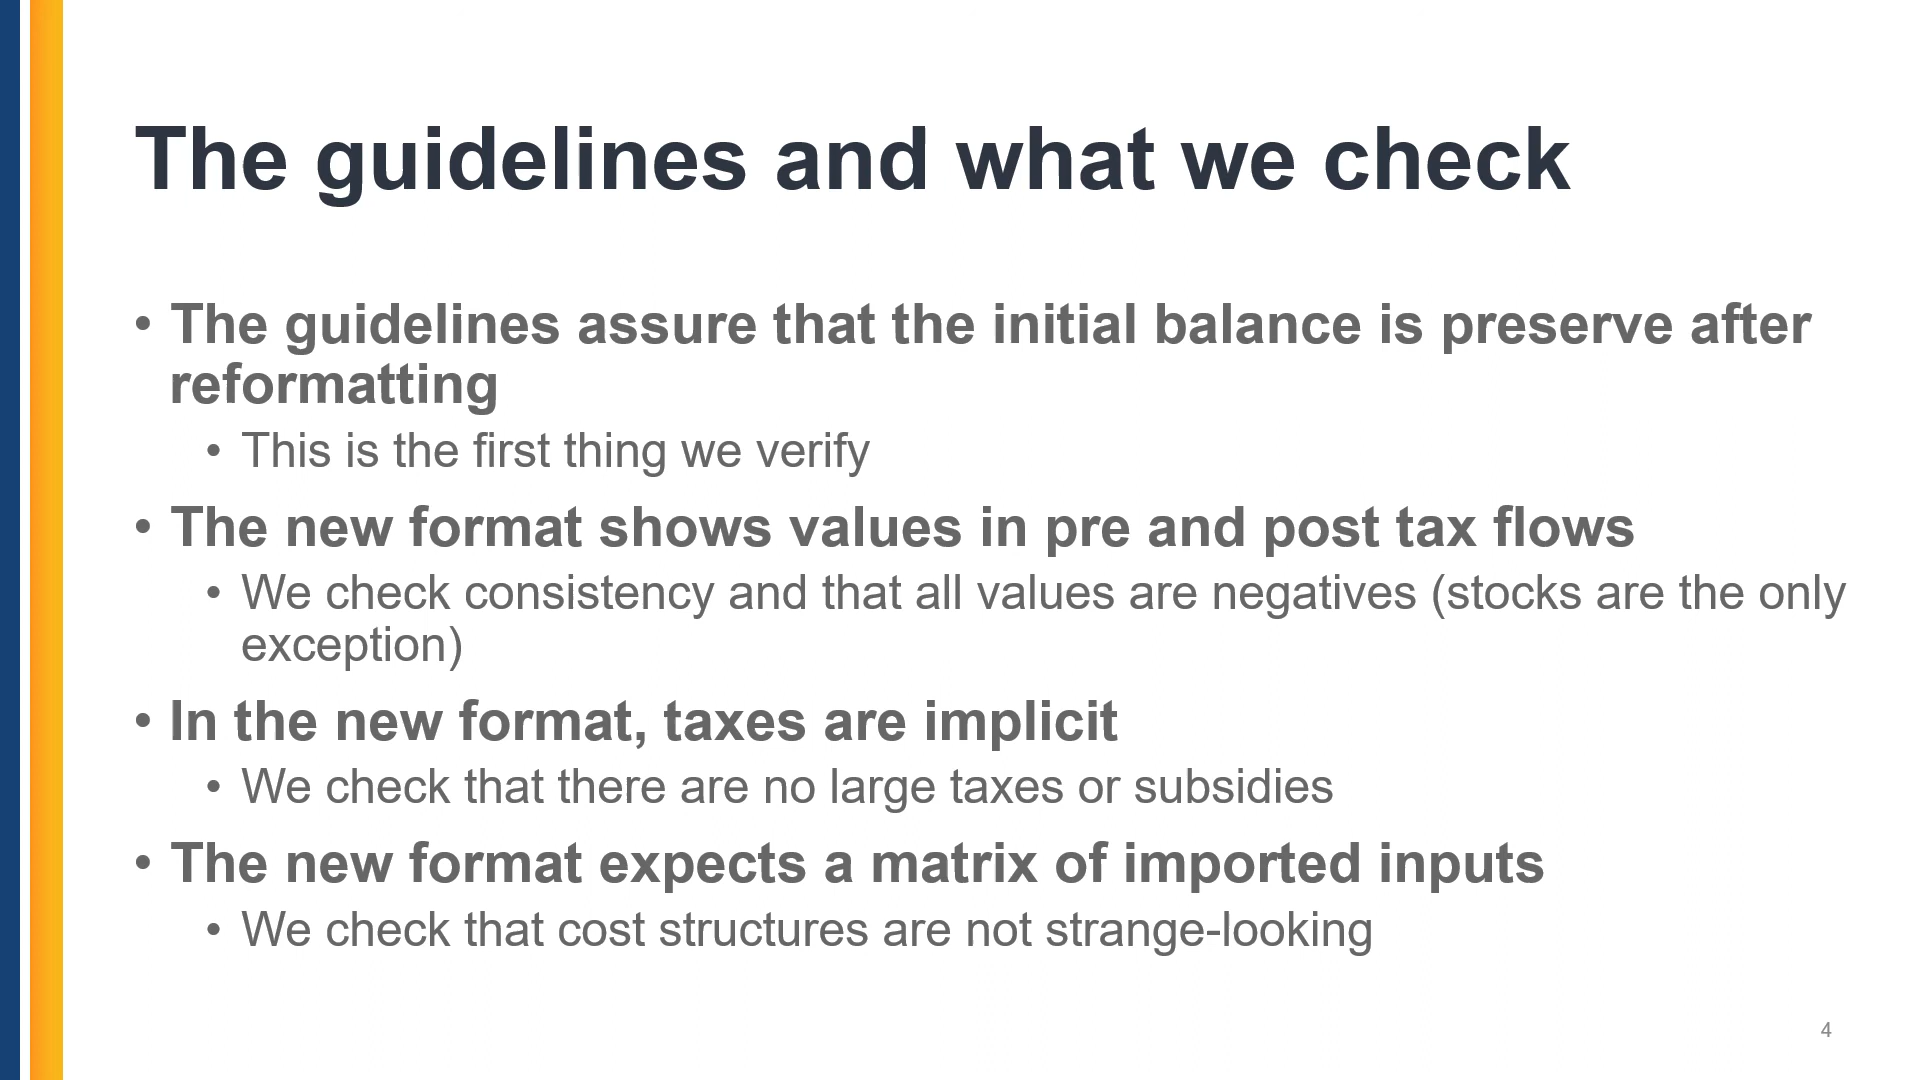 The guidelines and what we check
• The guidelines assure that the initial balance is preserve after
reformatting
• This is the first thing we verify
• The new format shows values in pre and post tax flows
• We check consistency and that all values are negatives (stocks are the only
exception)
• In the new format, taxes are implicit
• We check that there are no large taxes or subsidies
• The new format expects a matrix of imported inputs
• We check that cost structures are not strange-looking
4